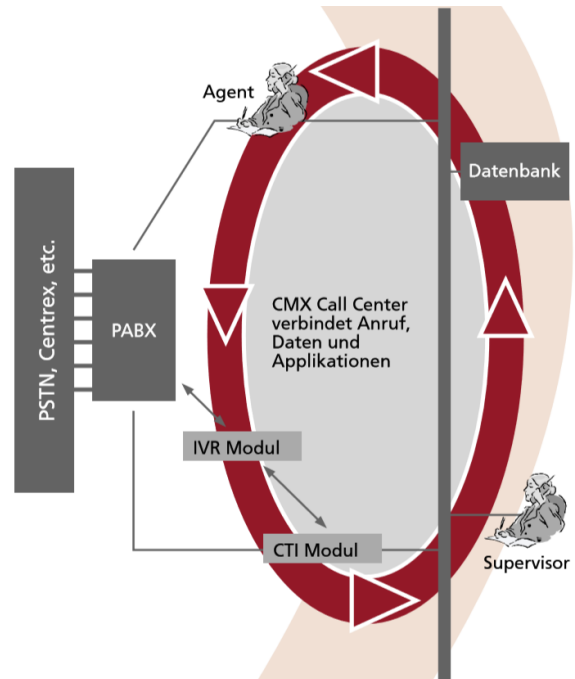 Agent
Datenbank
PSTN, Centrex, etc.
PABX
CMX Call Center
verbindet Anruf,
Daten und
Applikationen
IVR Modul
CTI Modul
Supervisor